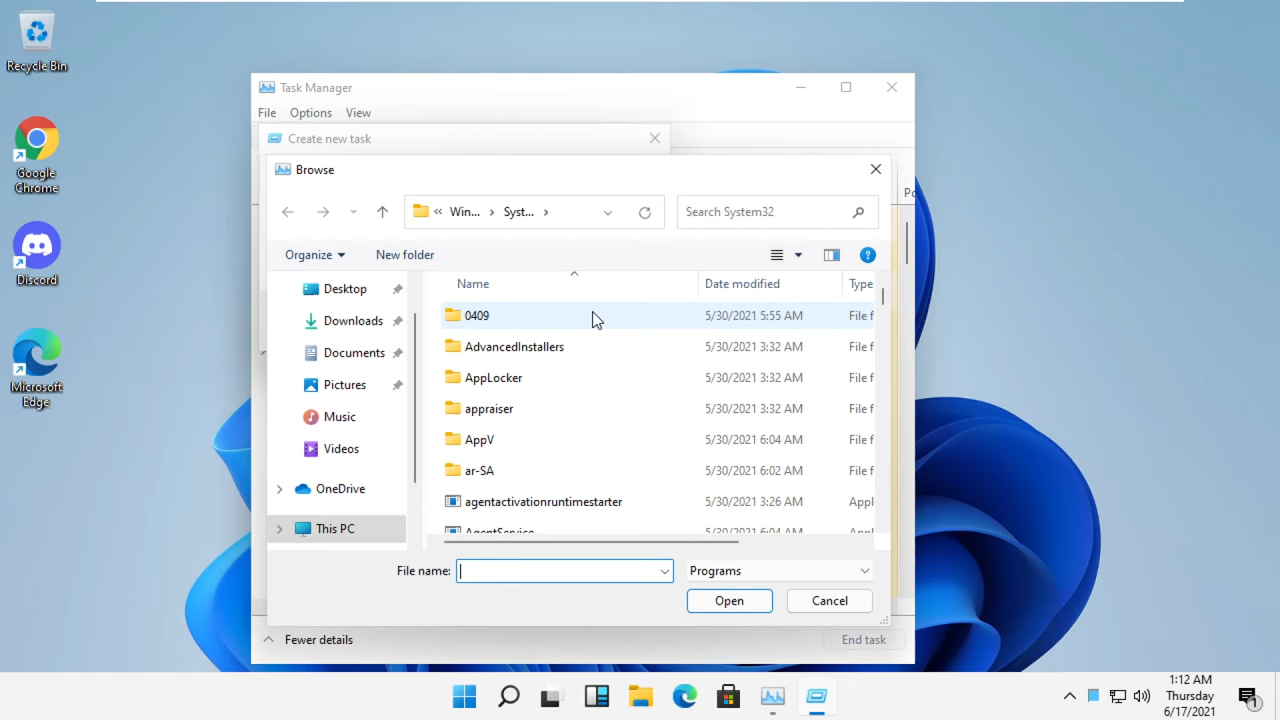 Recycle Bin
Google
Chrome
Discord
Microsoft
Edge
Task Manager
File Options View
Create new task
Browse
« Win... › Syst... ›
Search System32
Organize
New folder
Desktop
Downloads
Documents
Pictures
Music
Videos
OneDrive
This PC
Name Date modified Type
0409 5/30/2021 5:55 AM File f
AdvancedInstallers 5/30/2021 3:32 AM File f
AppLocker 5/30/2021 3:32 AM File f
appraiser 5/30/2021 3:32 AM File f
AppV 5/30/2021 6:04 AM File f
ar-SA 5/30/2021 6:02 AM File f
agentactivationruntimestarter 5/30/2021 3:26 AM Appl
AgentService 5/30/2021 6:04 AM Appl
File name:
Programs
Open
Cancel
Po
Fewer details
End task
1:12 AM
Thursday
6/17/2021
1